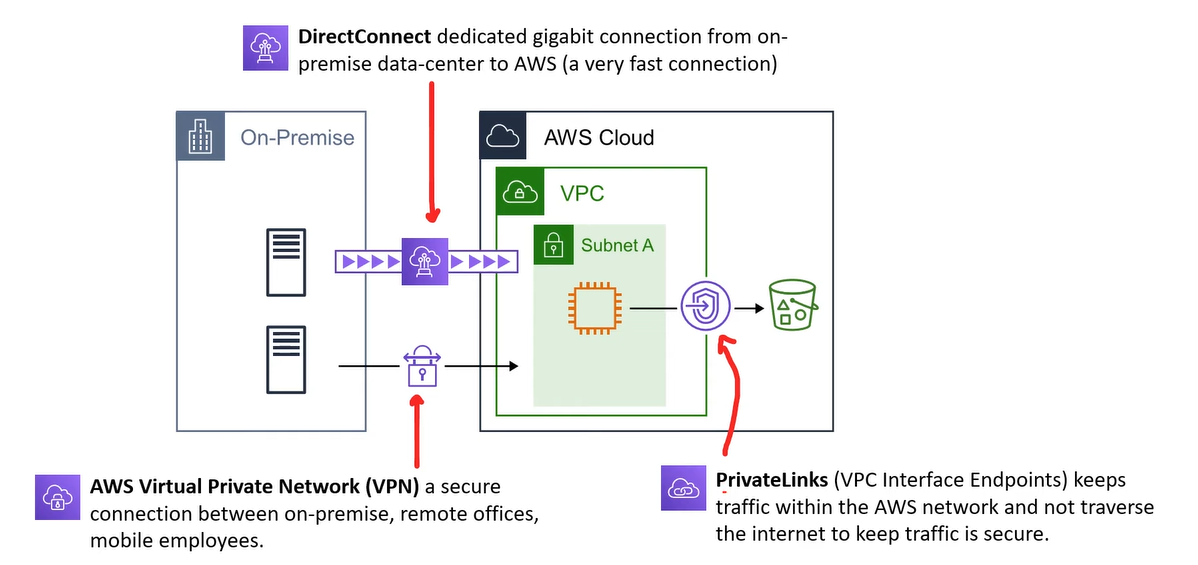 DirectConnect dedicated gigabit connection from on-
premise data-center to AWS (a very fast connection)
On-Premise
AWS Cloud
VPC
Subnet A
AWS Virtual Private Network (VPN) a secure
connection between on-premise, remote offices,
mobile employees.
PrivateLinks (VPC Interface Endpoints) keeps
traffic within the AWS network and not traverse
the internet to keep traffic is secure.